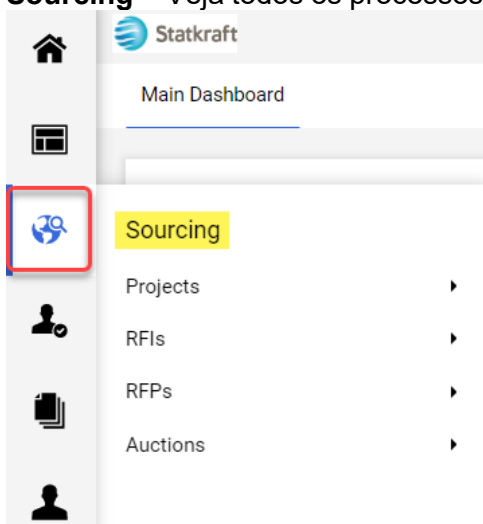 Sourcing – Veja todos os processos
Statkraft
Main Dashboard
Sourcing
Projects
RFIs
RFPs
Auctions